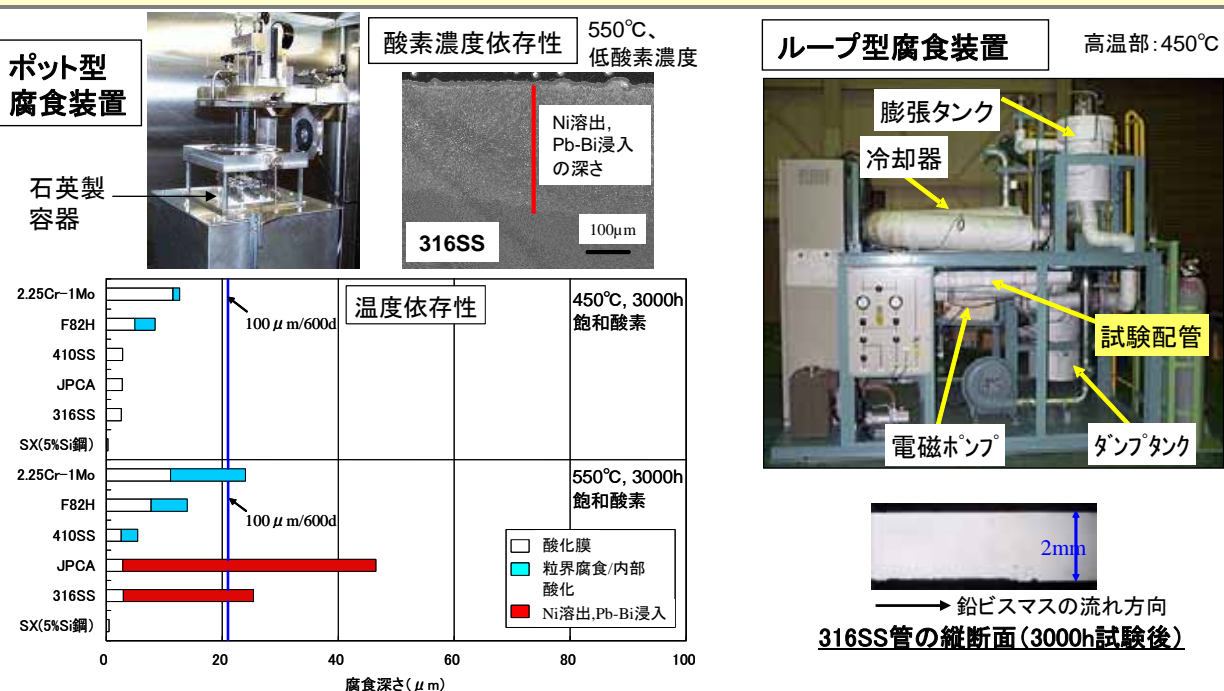 ポット型
腐食装置
石英製
容器
酸素濃度依存性
550℃、
低酸素濃度
Ni溶出,
Pb-Bi浸入
の深さ
316SS
100μm
ループ型腐食装置
高温部:450℃
膨張タンク
冷却器
試験配管
電磁ポンプ
ダンプタンク
温度依存性
450℃, 3000h
飽和酸素
100μm/600d
2.25Cr-1Mo
F82H
410SS
JPCA
316SS
SX(5%Si鋼)
550℃, 3000h
飽和酸素
100μm/600d
2.25Cr-1Mo
F82H
410SS
JPCA
316SS
SX(5%Si鋼)
酸化膜
粒界腐食/内部
酸化
Ni溶出,Pb-Bi浸入
0 20 40 60 80 100
腐食深さ(μm)
2mm
鉛ビスマスの流れ方向
316SS管の縦断面(3000h試験後)